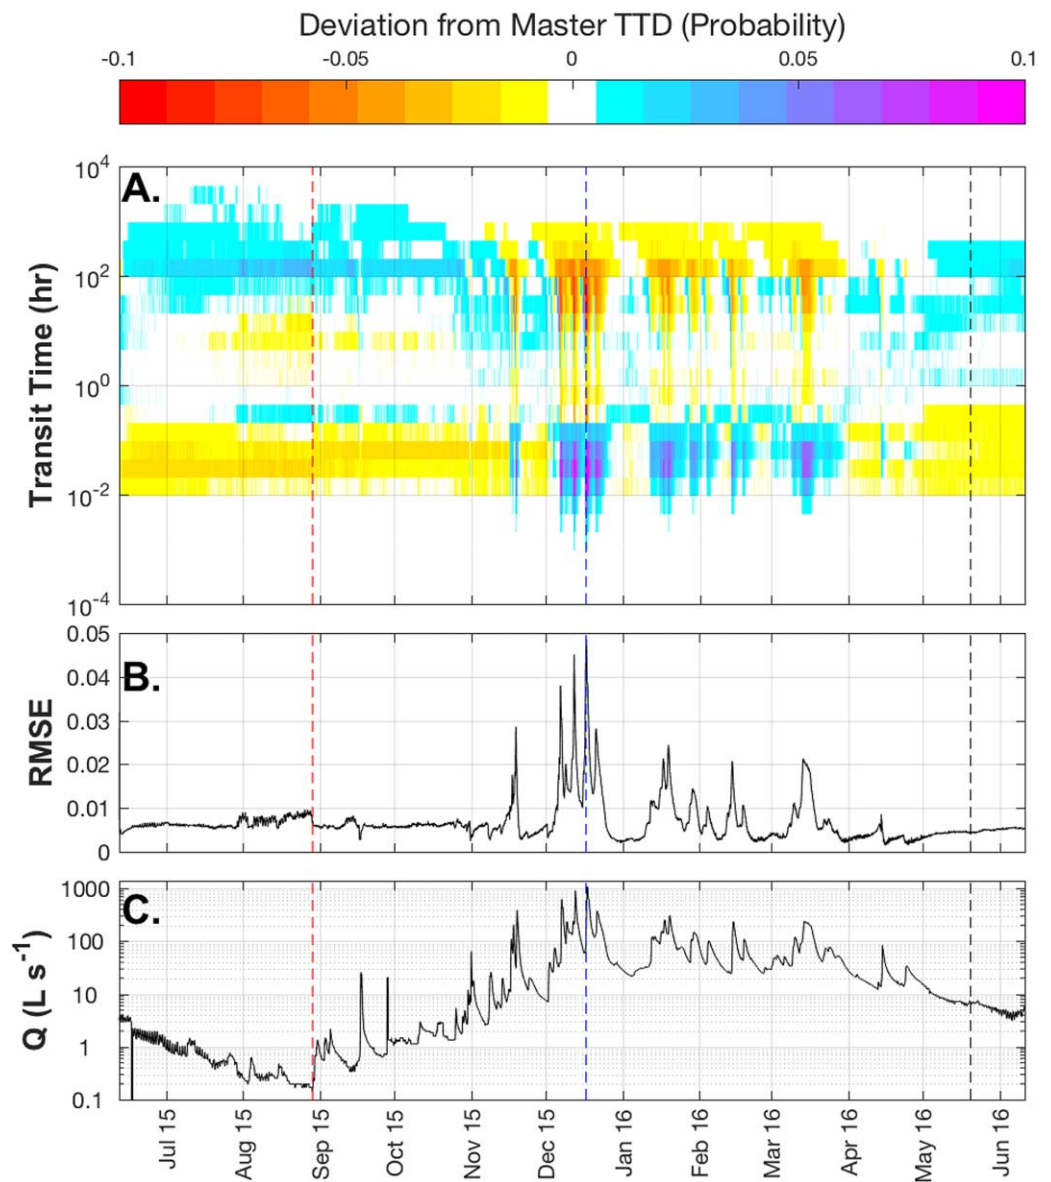 Deviation from Master TTD (Probability)
-0.1 -0.05 0 0.05 0.1
A.
Transit Time (hr)
10^4
10^2
10^0
10^-2
10^-4
B.
RMSE
0.05
0.04
0.03
0.02
0.01
0
C.
Q (L s^-1)
1000
100
10
1
0.1
Jul 15
Aug 15
Sep 15
Oct 15
Nov 15
Dec 15
Jan 16
Feb 16
Mar 16
Apr 16
May 16
Jun 16